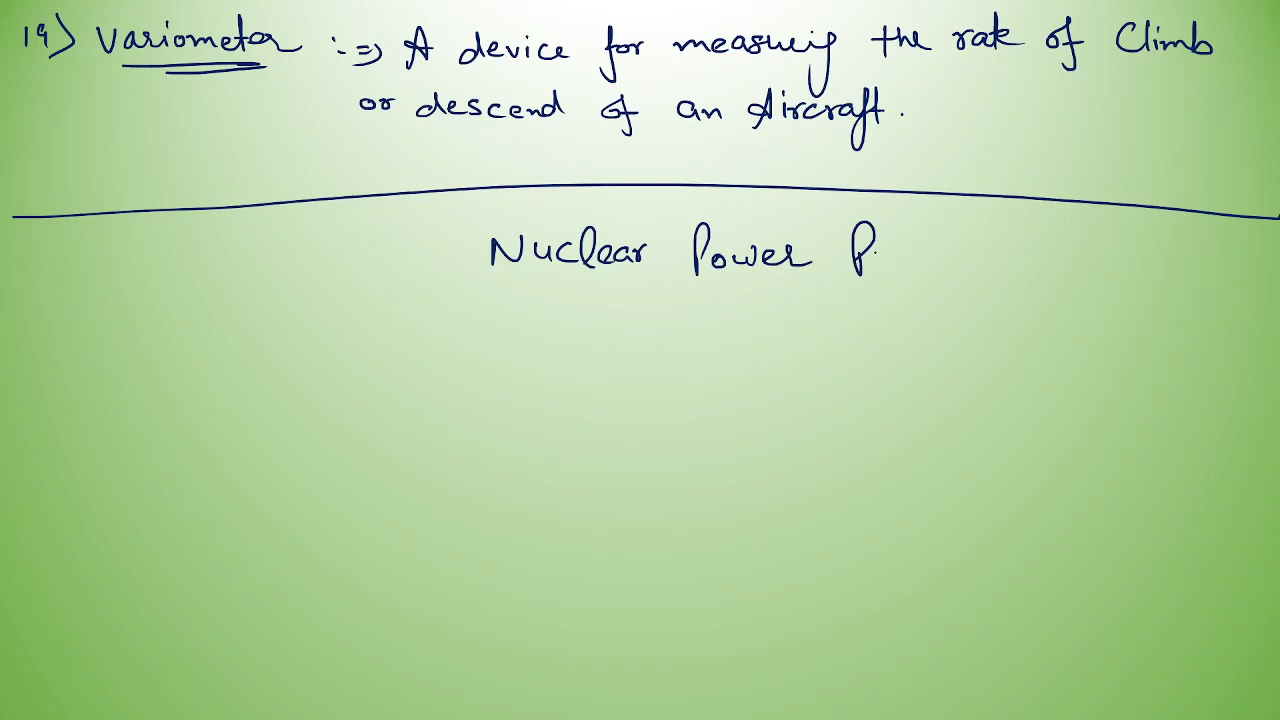 19) Variometer :- => A device for measuring the rate of Climb
or descend of an Aircraft.
Nuclear Power P